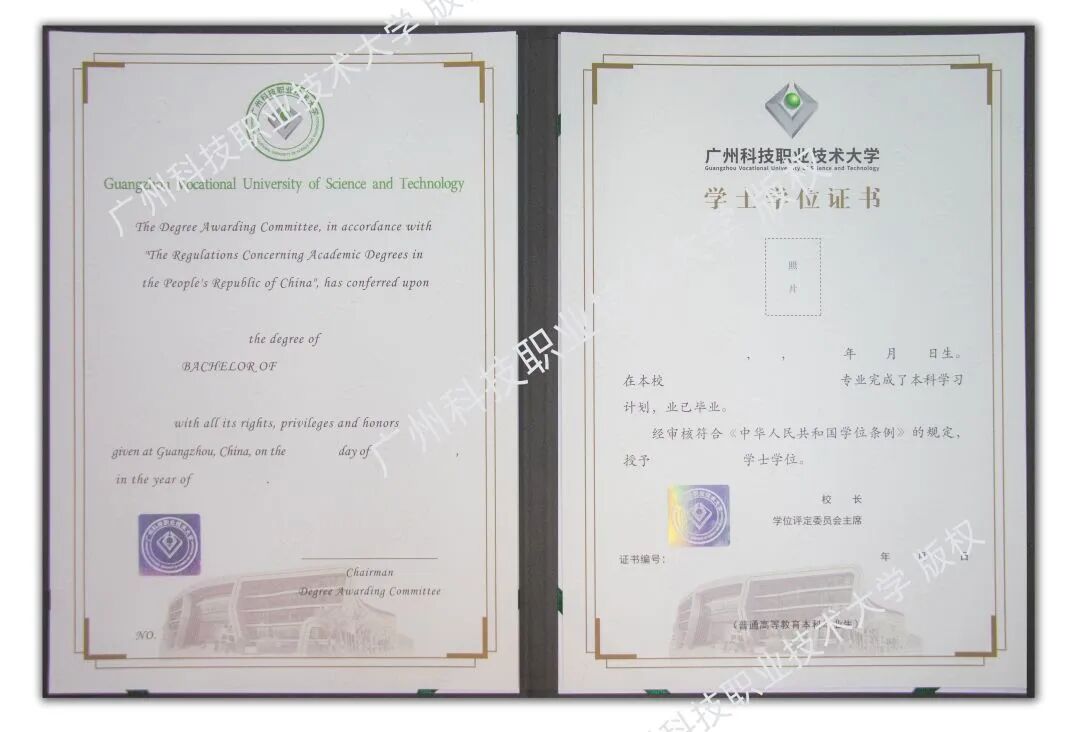 Guangzhou Vocational University of Science and Technology
The Degree Awarding Committee, in accordance with
"The Regulations Concerning Academic Degrees in
the People's Republic of China", has conferred upon
the degree of
BACHELOR OF
with all its rights, privileges and honors
given at Guangzhou, China, on the day of ,
in the year of .
Chairman
Degree Awarding Committee
NO.
广州科技职业技术大学
Guangzhou Vocational University of Science and Technology
学士学位证书
照
片
, , 年 月 日生。
在本校 专业完成了本科学习
计划，业已毕业。
经审核符合《中华人民共和国学位条例》的规定，
授予 学士学位。
校 长
学位评定委员会主席
证书编号：
年 月 日
（普通高等教育本科毕业生）
广州科技职业技术大学 版权
广州科技职业技术大学 版权
广州科技职业技术大学 版权